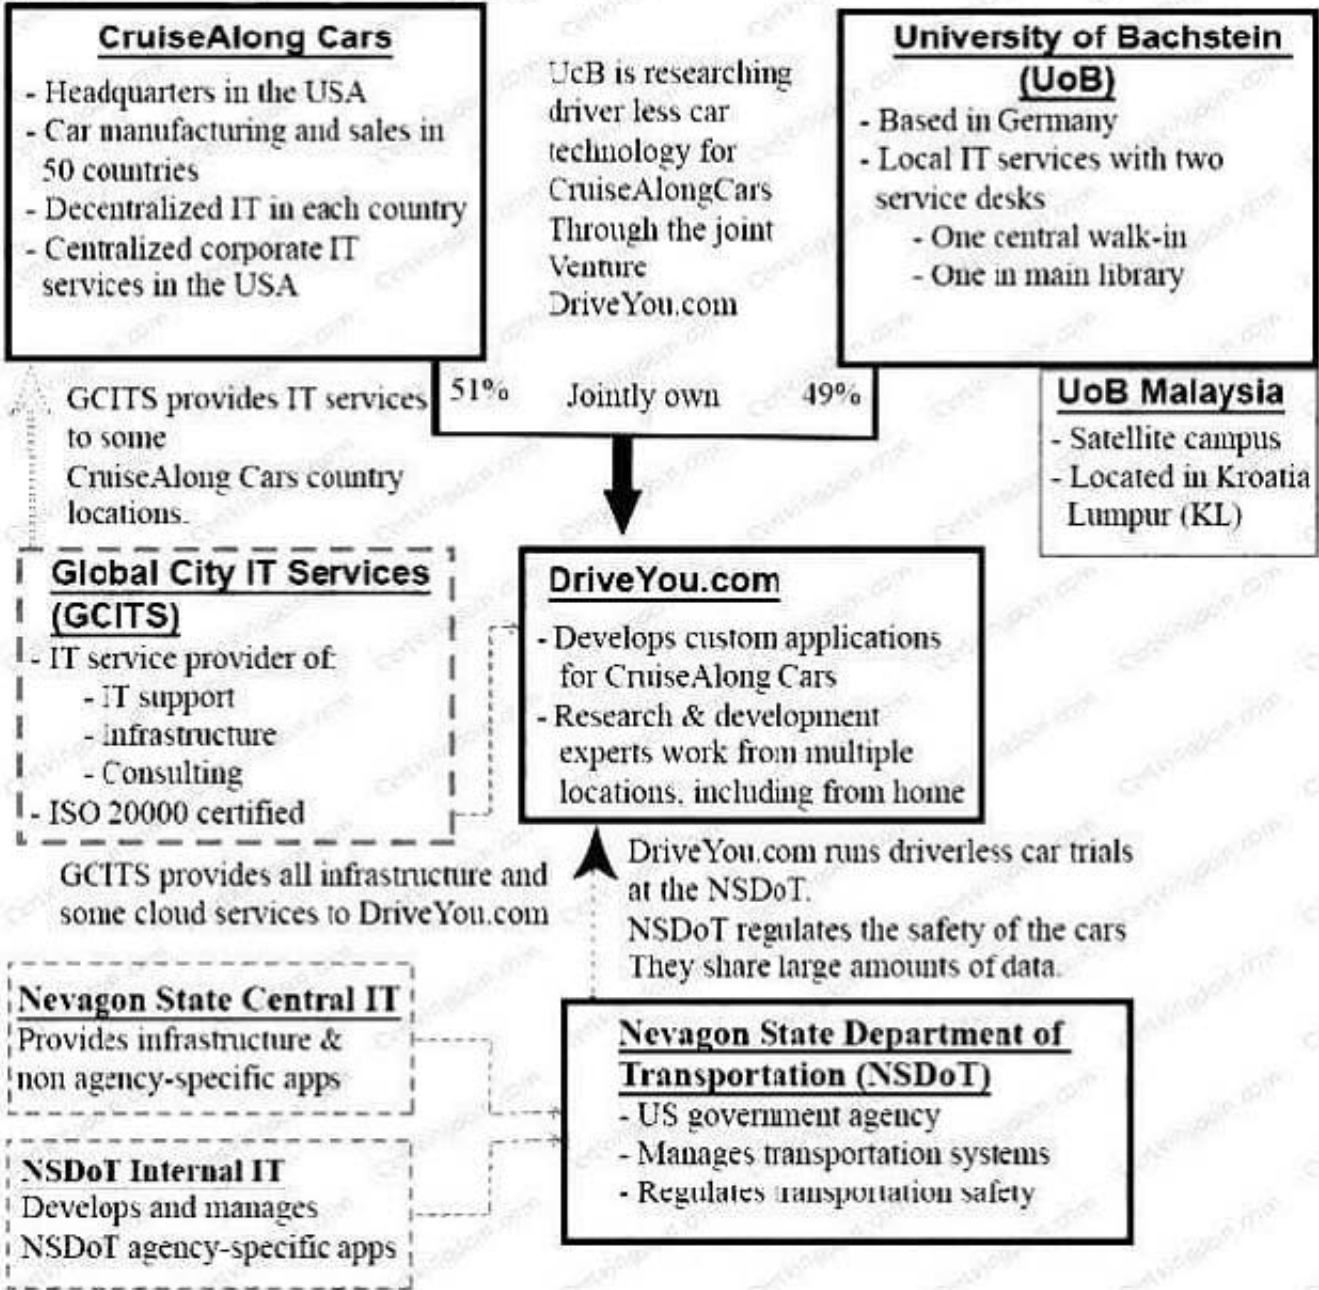 CruiseAlong Cars
- Headquarters in the USA
- Car manufacturing and sales in
50 countries
- Decentralized IT in each country
- Centralized corporate IT
services in the USA
UcB is researching
driver less car
technology for
CruiseAlongCars
Through the joint
Venture
DriveYou.com
University of Bachstein
(UoB)
- Based in Germany
- Local IT services with two
service desks
- One central walk-in
- One in main library
51% Jointly own 49%
UoB Malaysia
- Satellite campus
- Located in Kroatia
Lumpur (KL)
GCITS provides IT services
to some
CruiseAlong Cars country
locations.
Global City IT Services
(GCITS)
- IT service provider of:
- IT support
- Infrastructure
- Consulting
- ISO 20000 certified
DriveYou.com
- Develops custom applications
for CruiseAlong Cars
- Research & development
experts work from multiple
locations, including from home
GCITS provides all infrastructure and
some cloud services to DriveYou.com
DriveYou.com runs driverless car trials
at the NSDoT.
NSDoT regulates the safety of the cars
They share large amounts of data.
Nevagon State Central IT
Provides infrastructure &
non agency-specific apps
NSDoT Internal IT
Develops and manages
NSDoT agency-specific apps
Nevagon State Department of
Transportation (NSDoT)
- US government agency
- Manages transportation systems
- Regulates transportation safety